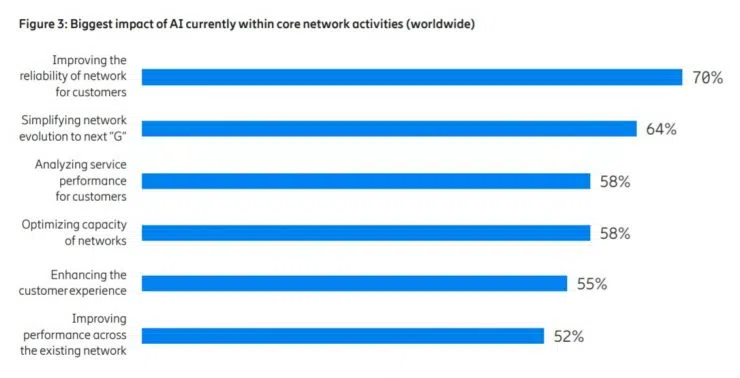 Figure 3: Biggest impact of AI currently within core network activities (worldwide)
Improving the
reliability of network
for customers
70%
Simplifying network
evolution to next “G”
64%
Analyzing service
performance
for customers
58%
Optimizing capacity
of networks
58%
Enhancing the
customer experience
55%
Improving
performance across
the existing network
52%